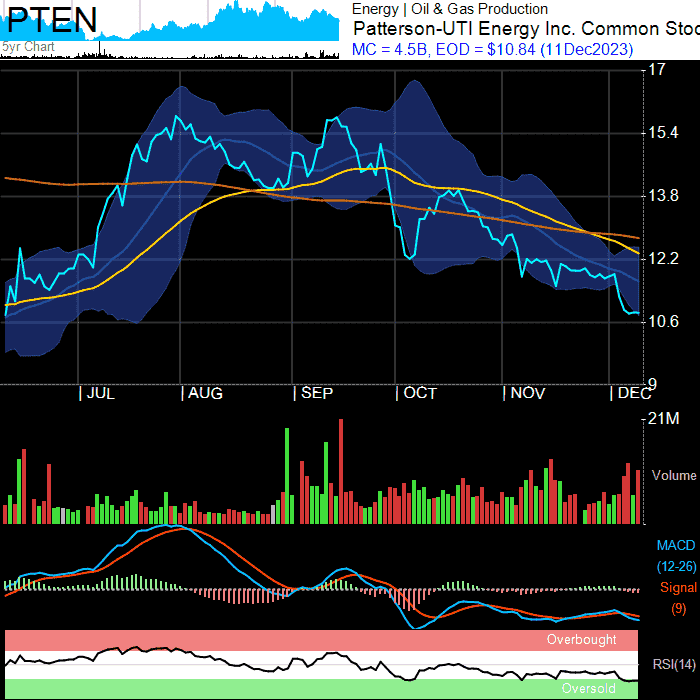 PTEN
5yr Chart
Energy | Oil & Gas Production
Patterson-UTI Energy Inc. Common Stoc
MC = 4.5B, EOD = $10.84 (11Dec2023)
17
15.4
13.8
12.2
10.6
9
| JUL | AUG | SEP | OCT | NOV | DEC
21M
Volume
MACD
(12-26)
Signal
(9)
Overbought
RSI(14)
Oversold